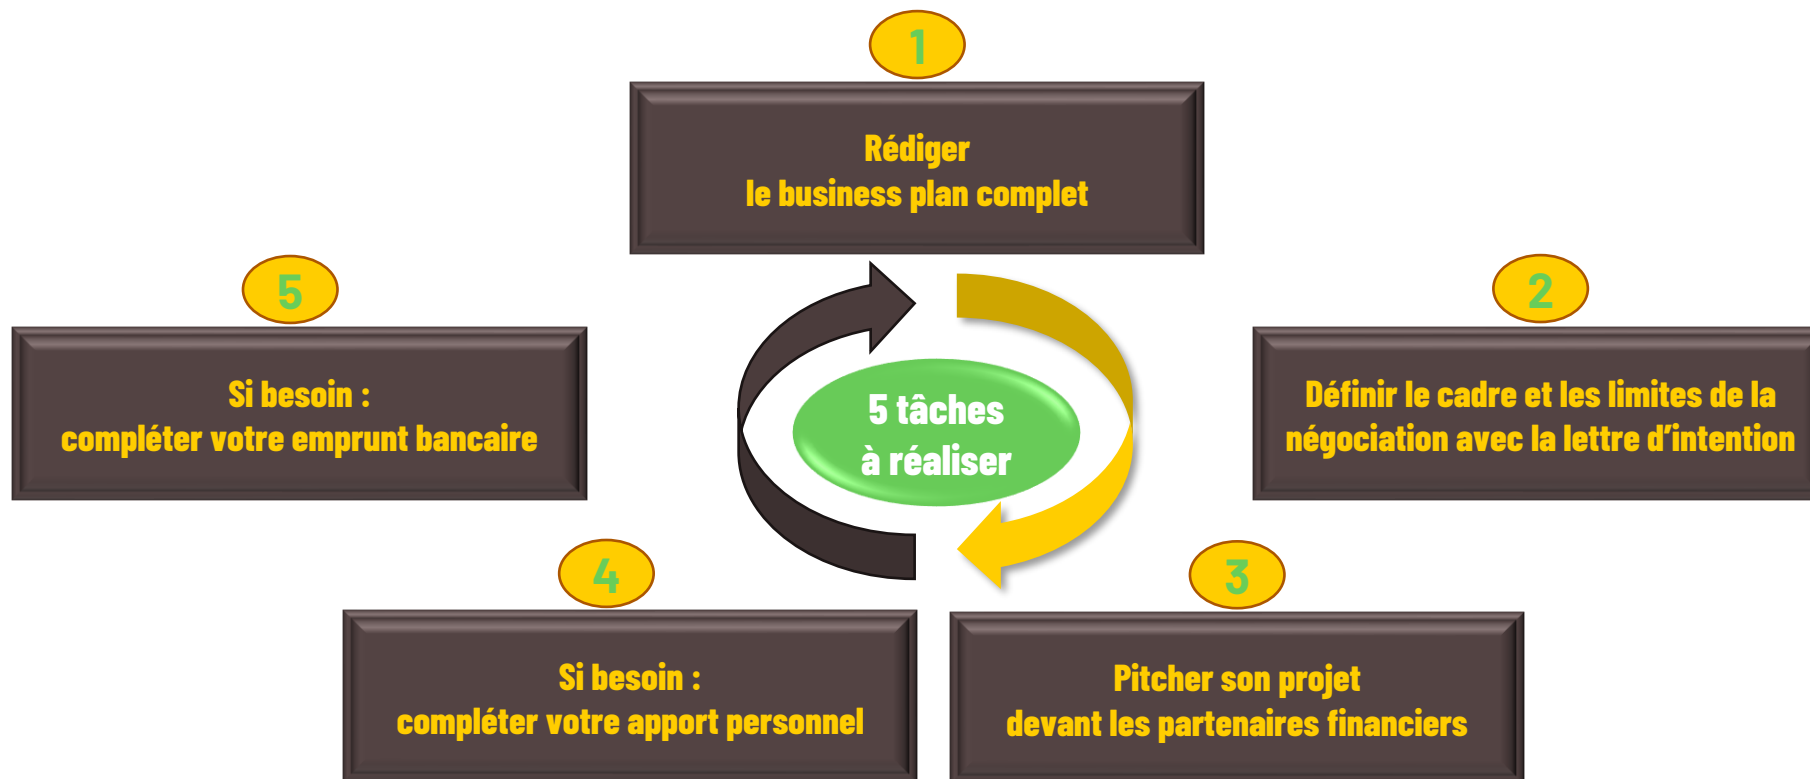 1
Rédiger
le business plan complet
2
Définir le cadre et les limites de la
négociation avec la lettre d’intention
3
Pitcher son projet
devant les partenaires financiers
4
Si besoin :
compléter votre apport personnel
5
Si besoin :
compléter votre emprunt bancaire
5 tâches
à réaliser